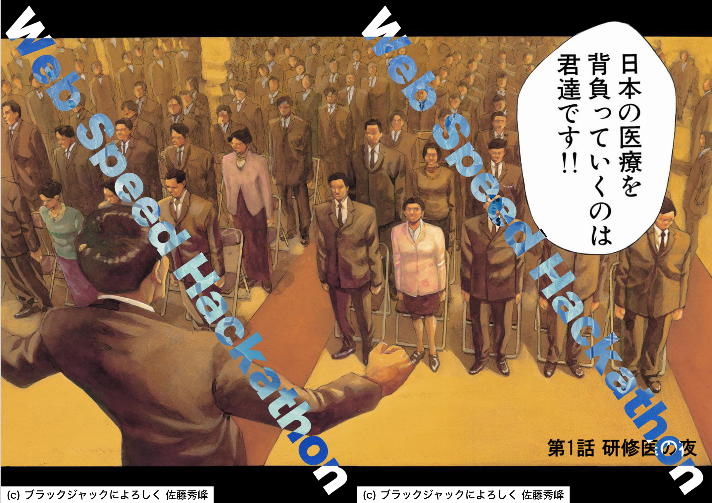 日本の医療を
背負っていくのは
君達です!!
Web Speed Hackathon
Web Speed Hackathon
第1話 研修医の夜
(c) ブラックジャックによろしく 佐藤秀峰
(c) ブラックジャックによろしく 佐藤秀峰